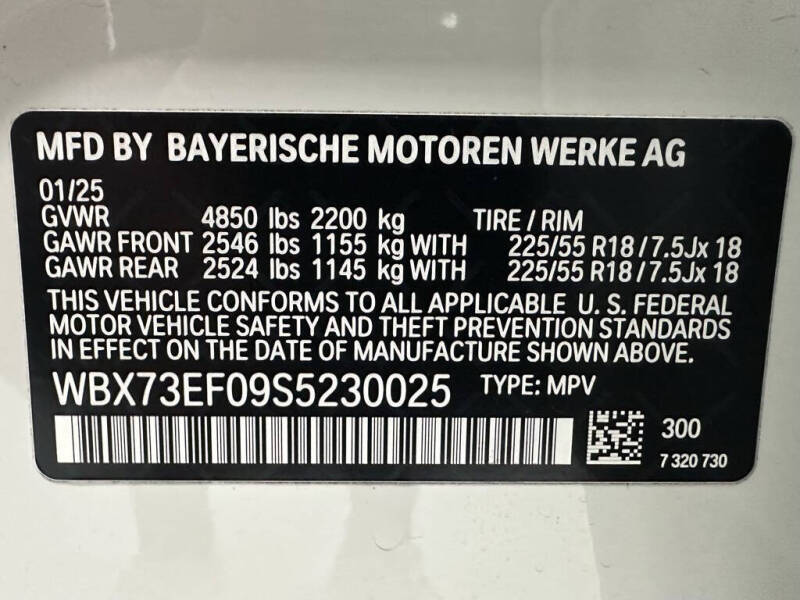 MFD BY BAYERISCHE MOTOREN WERKE AG
01/25
GVWR 4850 lbs 2200 kg TIRE / RIM
GAWR FRONT 2546 lbs 1155 kg WITH 225/55 R18 / 7.5Jx 18
GAWR REAR 2524 lbs 1145 kg WITH 225/55 R18 / 7.5Jx 18
THIS VEHICLE CONFORMS TO ALL APPLICABLE U. S. FEDERAL
MOTOR VEHICLE SAFETY AND THEFT PREVENTION STANDARDS
IN EFFECT ON THE DATE OF MANUFACTURE SHOWN ABOVE.
WBX73EF09S5230025 TYPE: MPV
300
7 320 730